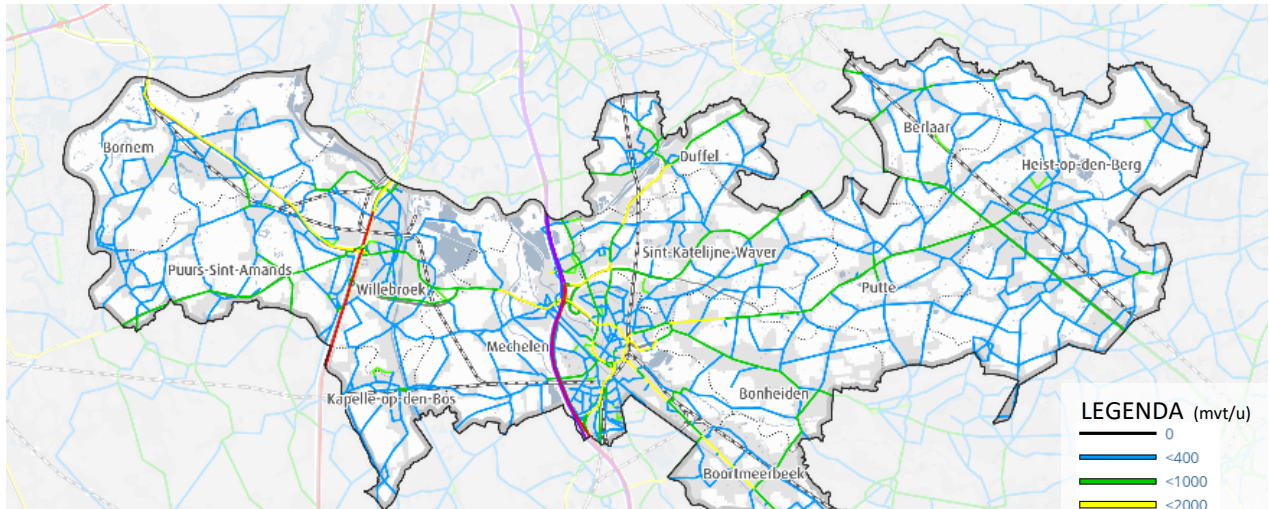 Bornem
Duffel
Berlaar
Heist-op-den-Berg
Puurs-Sint-Amands
Willebroek
Sint-Katelijne-Waver
Putte
Mechelen
Kapelle-op-den-Bos
Bonheiden
Boortmeerbeek
LEGENDA (mvt/u)
0
<400
<1000
<2000